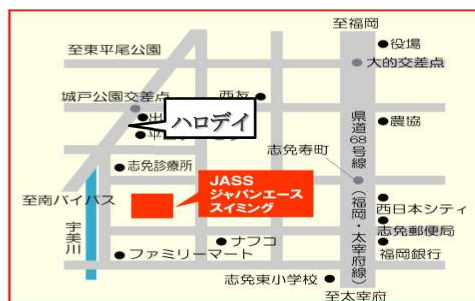 至福岡
役場
至東平尾公園
大的交差点
城戸公園交差点
西友
ハロデイ
県道68号線
(福岡・太宰府線)
農協
志免診療所
志免寿町
JASS
ジャパンエース
スイミング
至南バイパス
西日本シティ
宇美川
志免郵便局
ナフコ
福岡銀行
ファミリーマート
志免東小学校
至太宰府